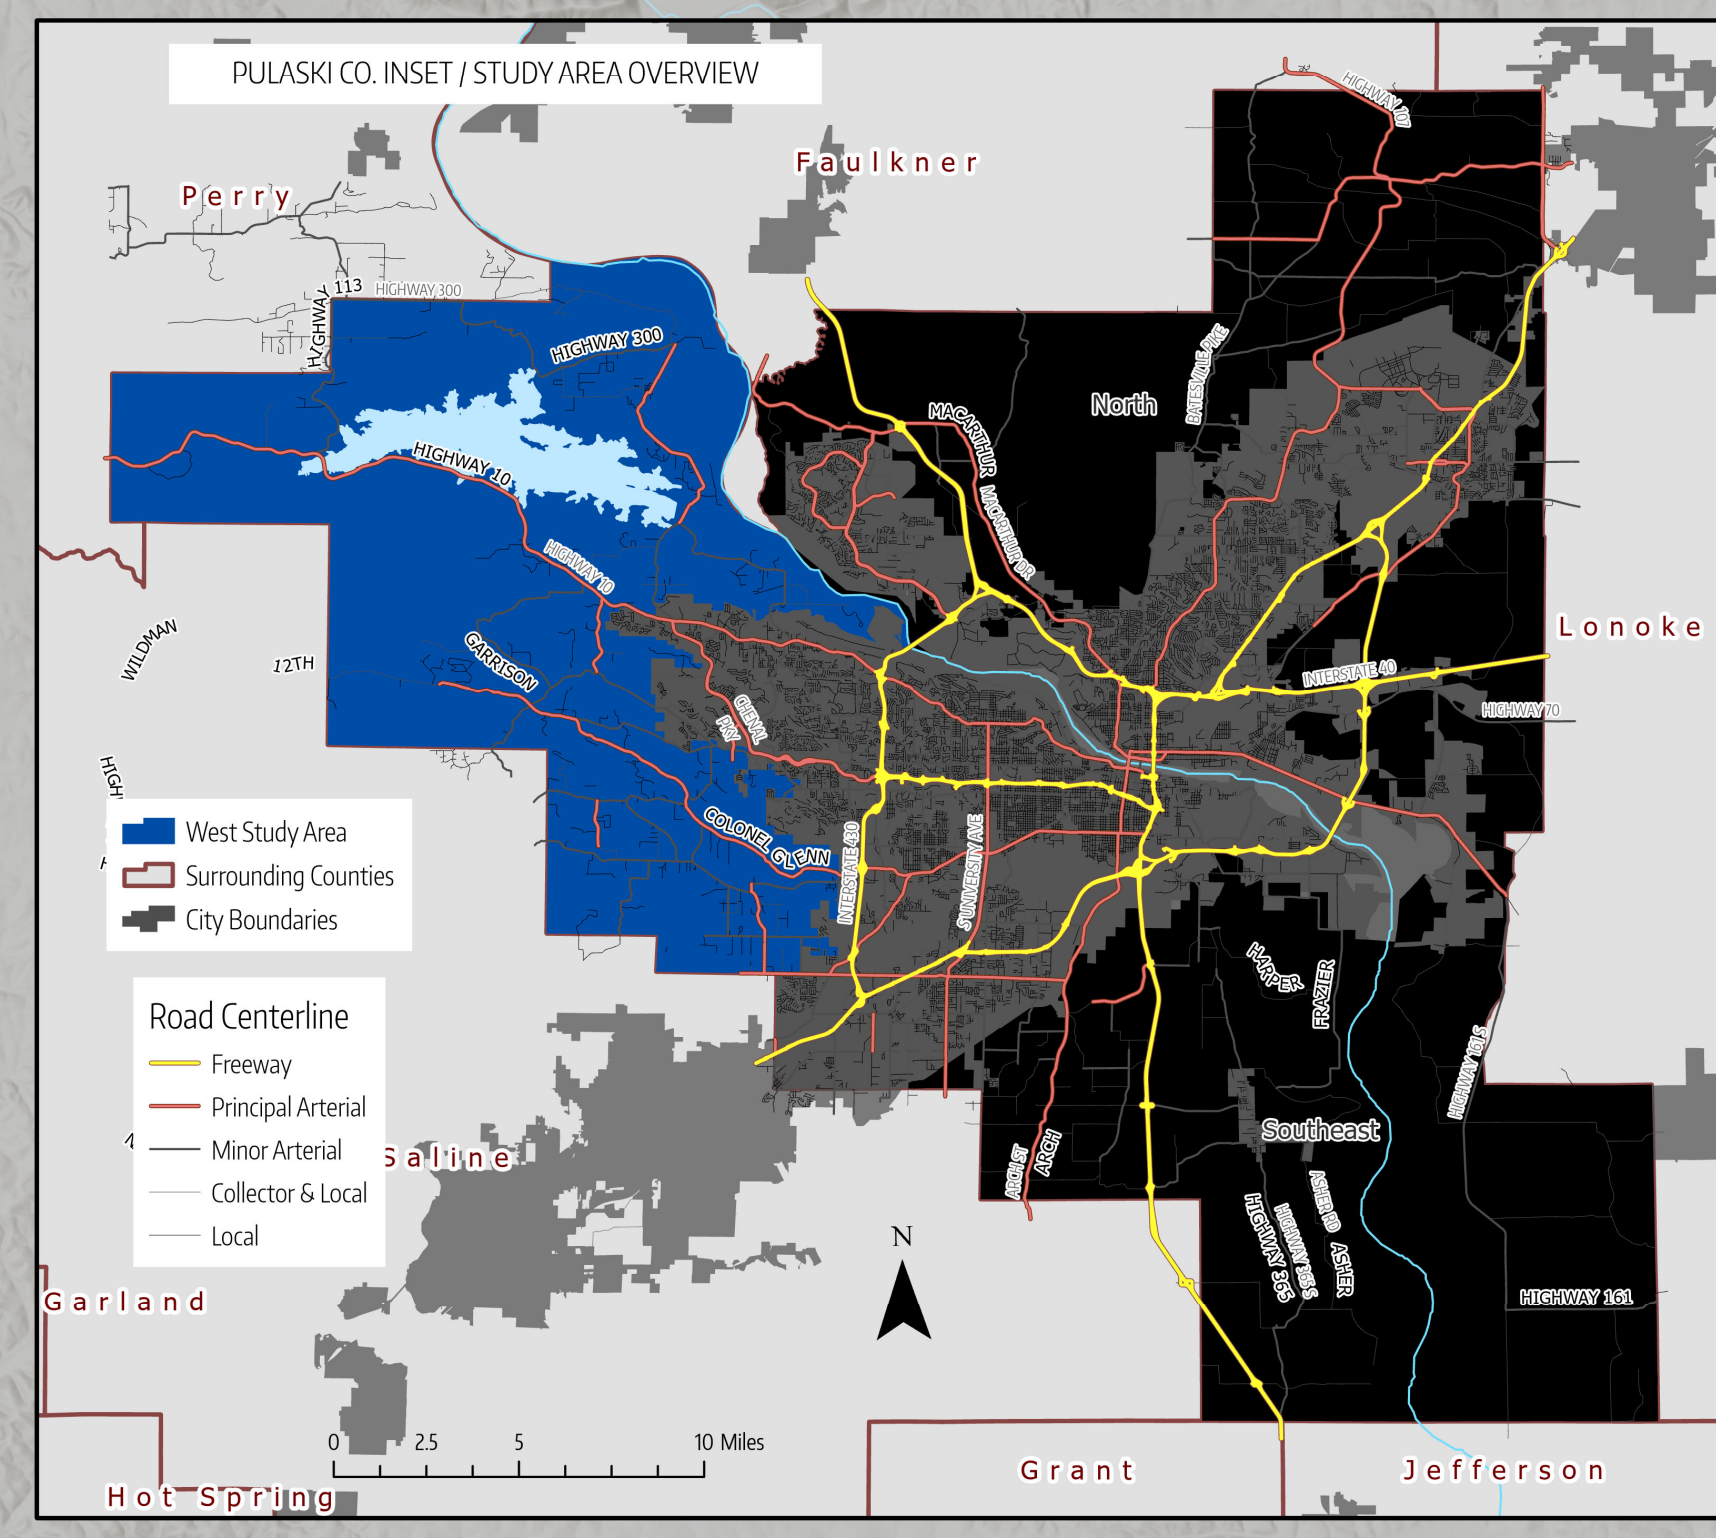 PULASKI CO. INSET / STUDY AREA OVERVIEW
HIGHWAY 107
Faulkner
Perry
HIGHWAY 113
HIGHWAY 300
HIGHWAY 300
BATESVILLE PIKE
North
MACARTHUR
HIGHWAY 10
MACARTHUR DR
HIGHWAY 10
WILDMAN
12TH
GARRISON
Lonoke
INTERSTATE 40
HIGHWAY 70
CHENAL
PKY
West Study Area
Surrounding Counties
City Boundaries
COLONEL GLENN
INTERSTATE 430
S UNIVERSITY AVE
HARPER
FRAZIER
HIGHWAY 161 S
Road Centerline
Freeway
Principal Arterial
Minor Arterial
Collector & Local
Local
Saline
Southeast
ARCH ST
ARCH
ASHER RD
HIGHWAY 365
HIGHWAY 365 S
ASHER
HIGHWAY 161
N
Garland
0 2.5 5 10 Miles
Grant
Jefferson
Hot Spring